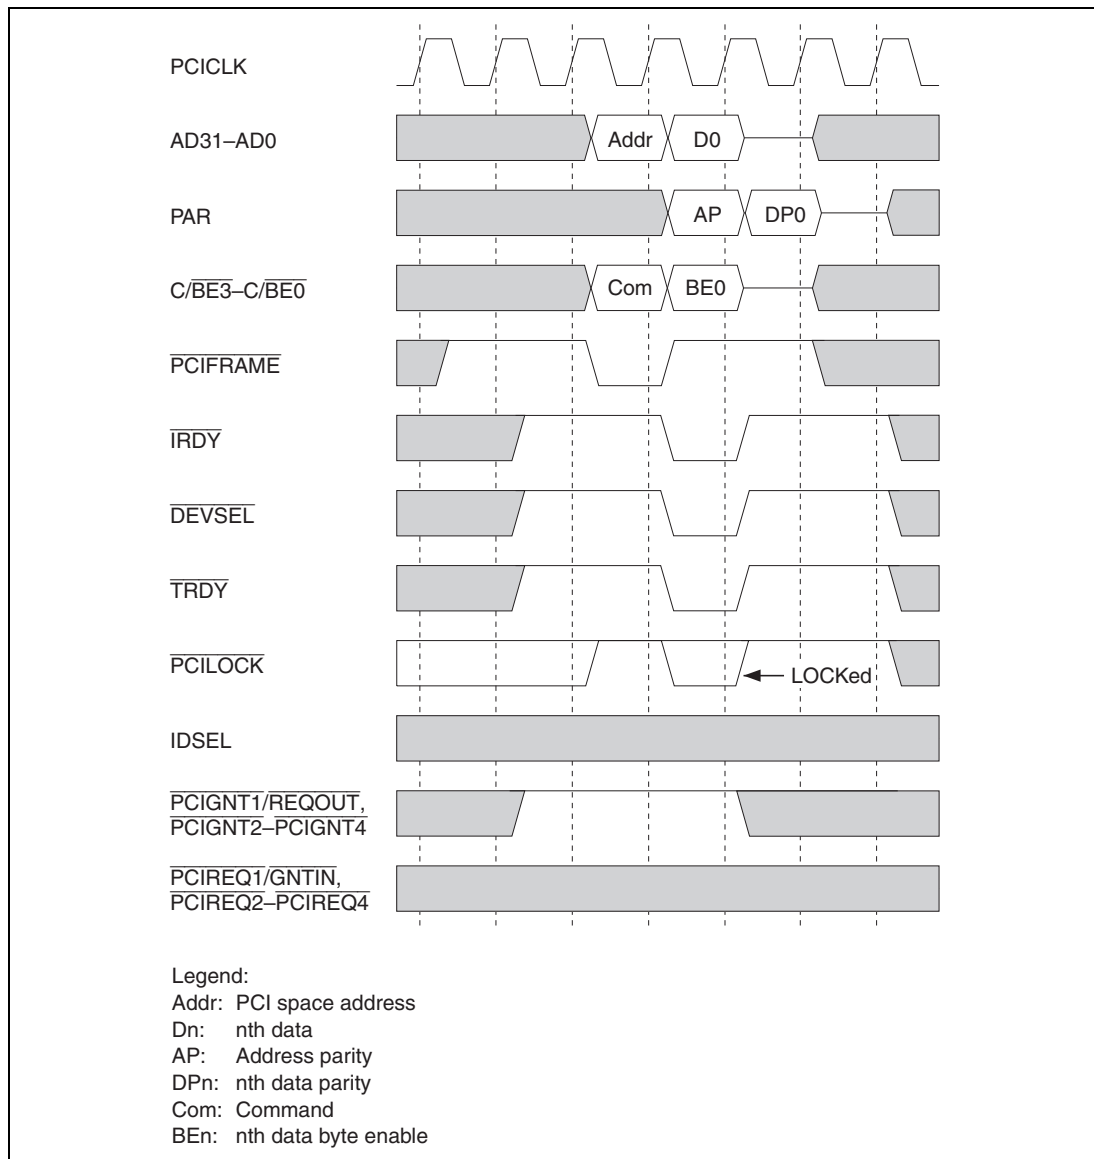 PCICLK
AD31–AD0
Addr D0
PAR
AP DP0
C/BE3–C/BE0
Com BE0
PCIFRAME
IRDY
DEVSEL
TRDY
PCILOCK
LOCKed
IDSEL
PCIGNT1/REQOUT,
PCIGNT2–PCIGNT4
PCIREQ1/GNTIN,
PCIREQ2–PCIREQ4
Legend:
Addr: PCI space address
Dn: nth data
AP: Address parity
DPn: nth data parity
Com: Command
BEn: nth data byte enable